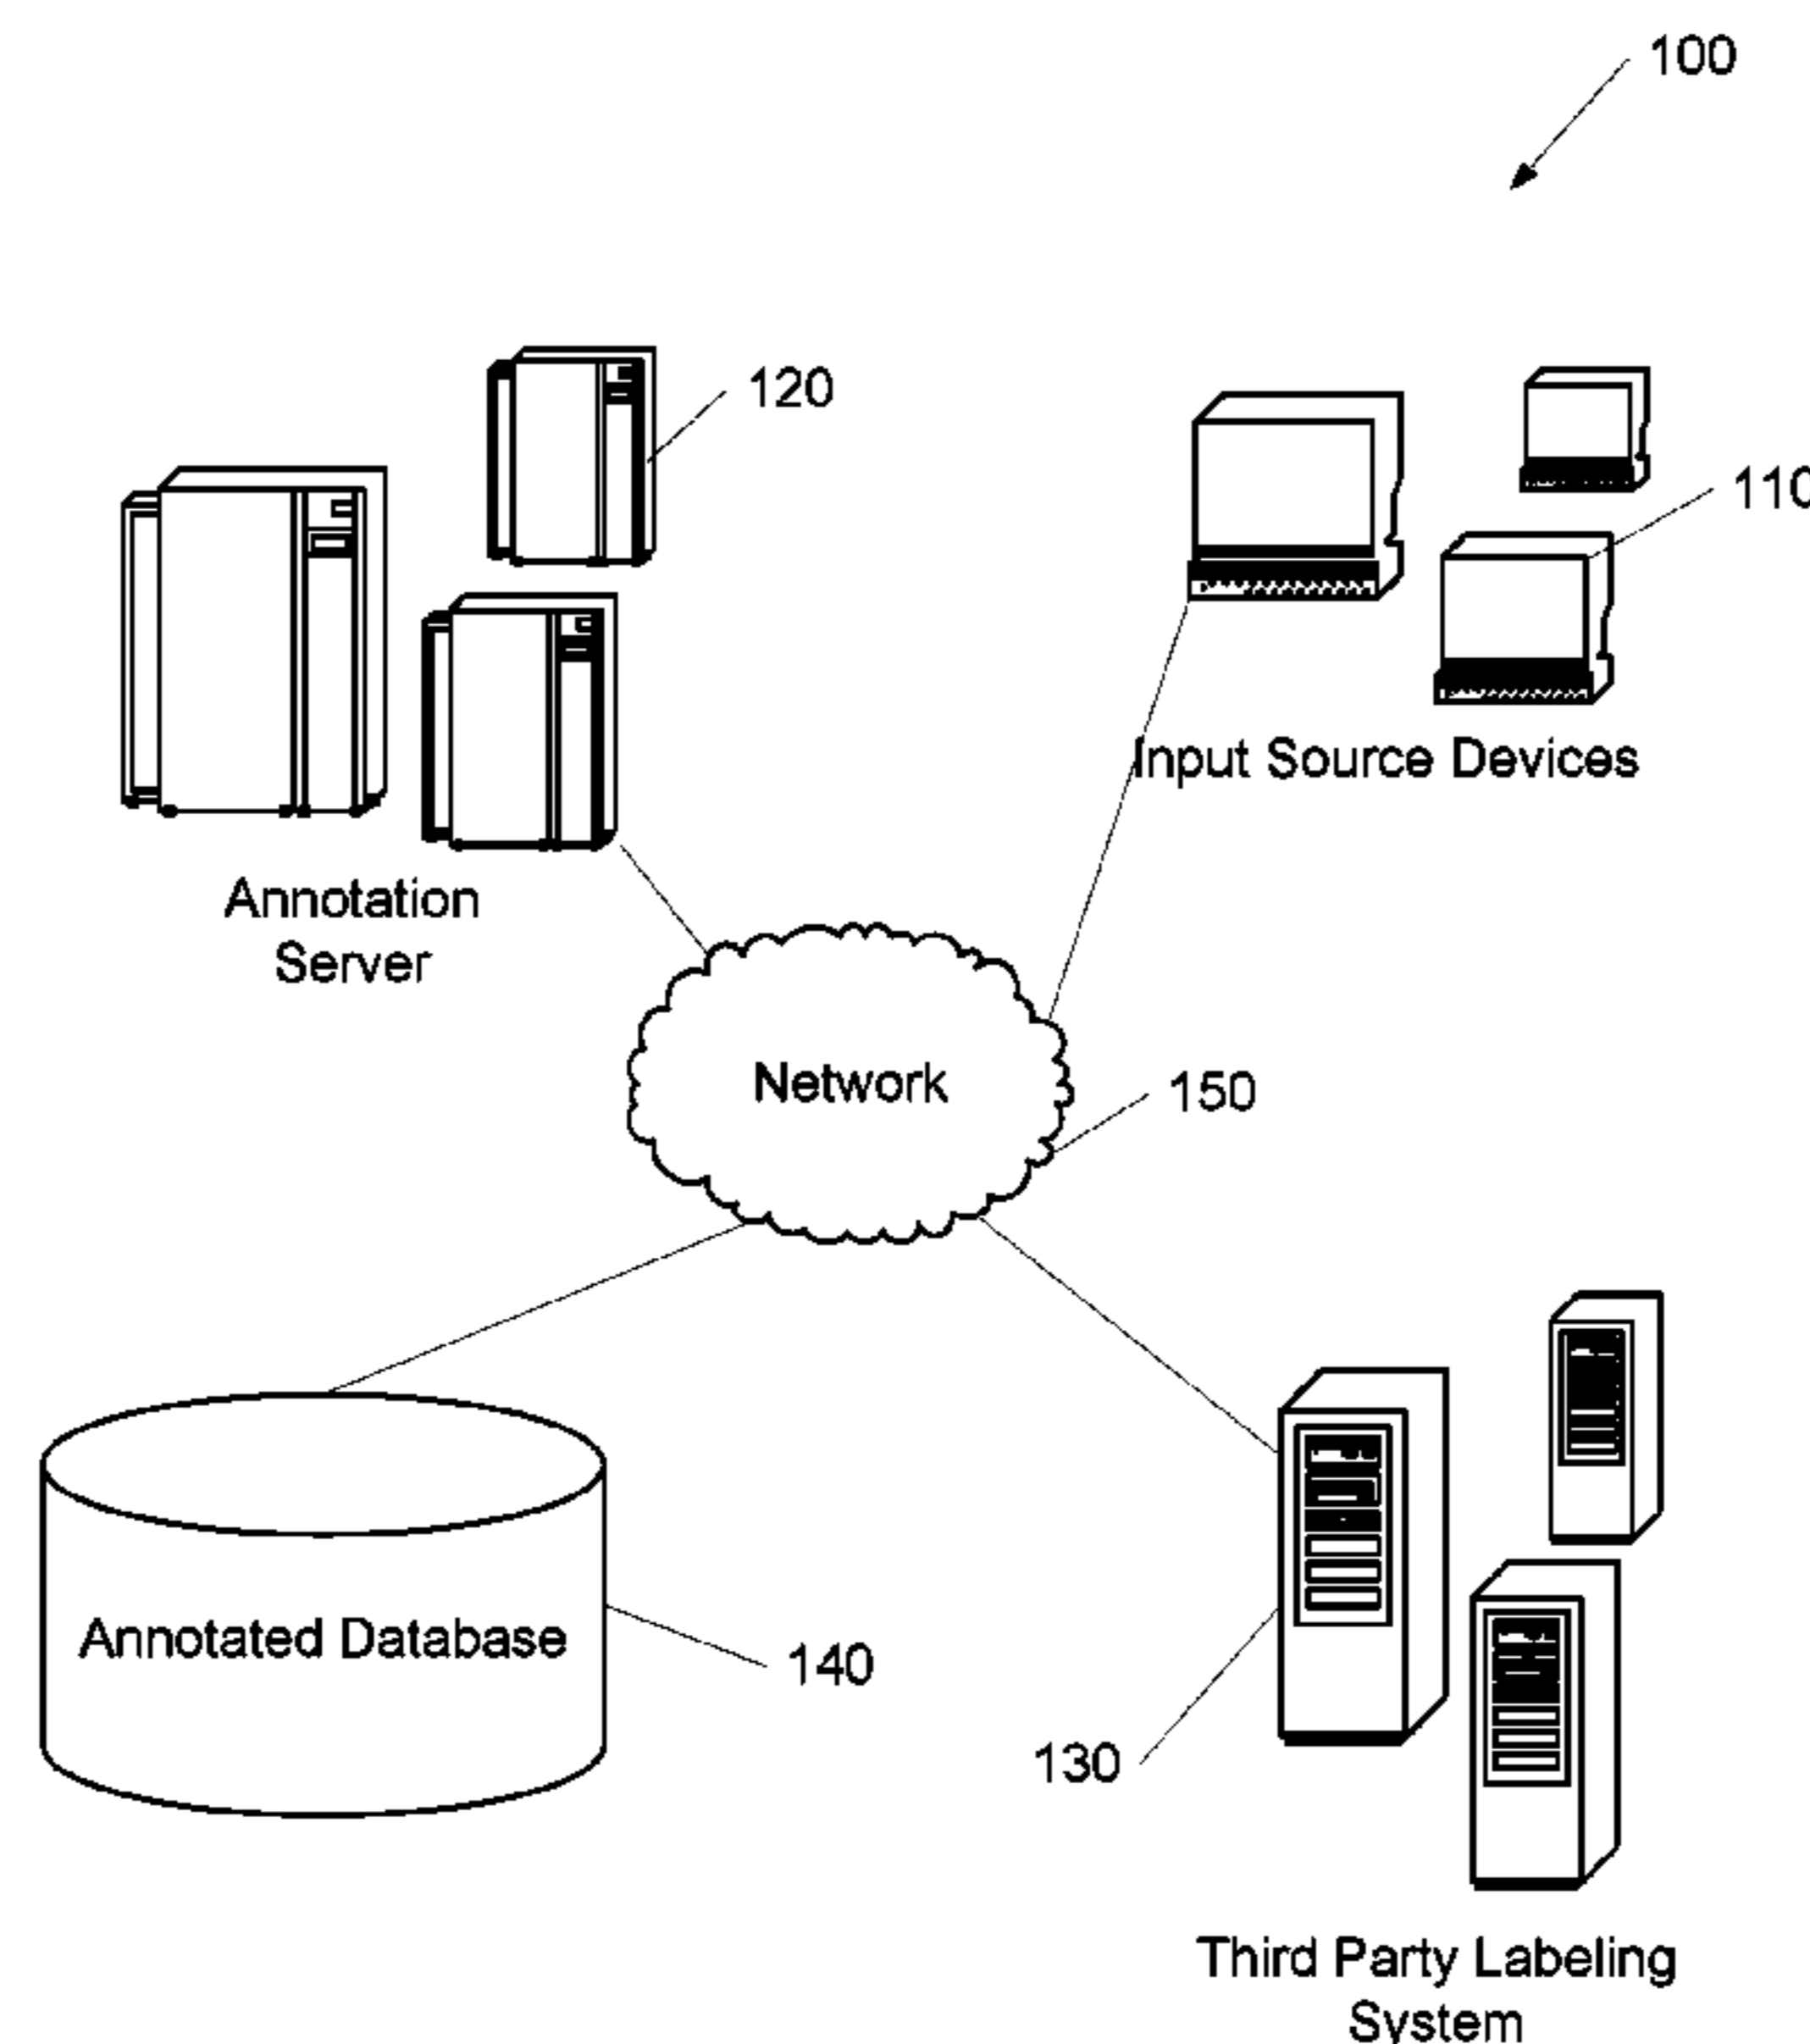 100
120
110
Input Source Devices
Annotation
Server
Network
150
Annotated Database
140
130
Third Party Labeling
System